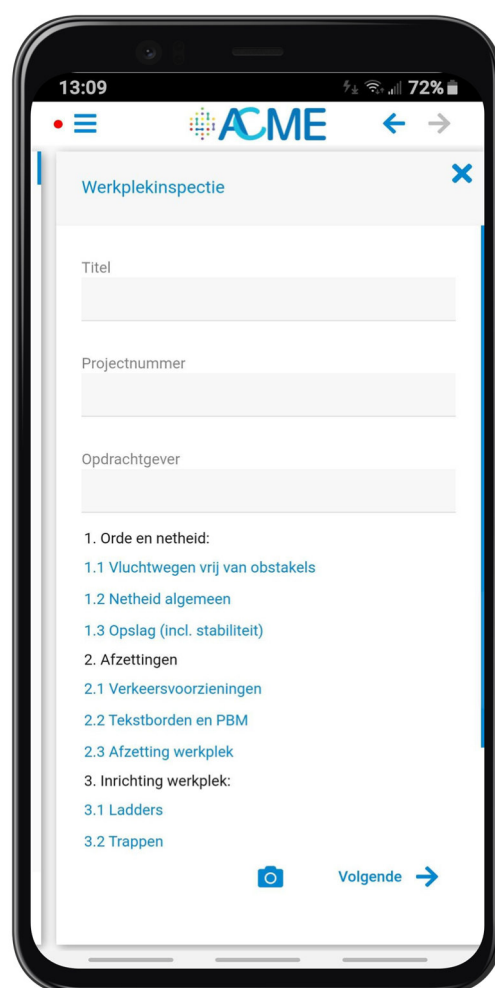 13:09
72%
ACME
Werkplekinspectie
Titel
Projectnummer
Opdrachtgever
1. Orde en netheid:
1.1 Vluchtwegen vrij van obstakels
1.2 Netheid algemeen
1.3 Opslag (incl. stabiliteit)
2. Afzettingen
2.1 Verkeersvoorzieningen
2.2 Tekstborden en PBM
2.3 Afzetting werkplek
3. Inrichting werkplek:
3.1 Ladders
3.2 Trappen
Volgende